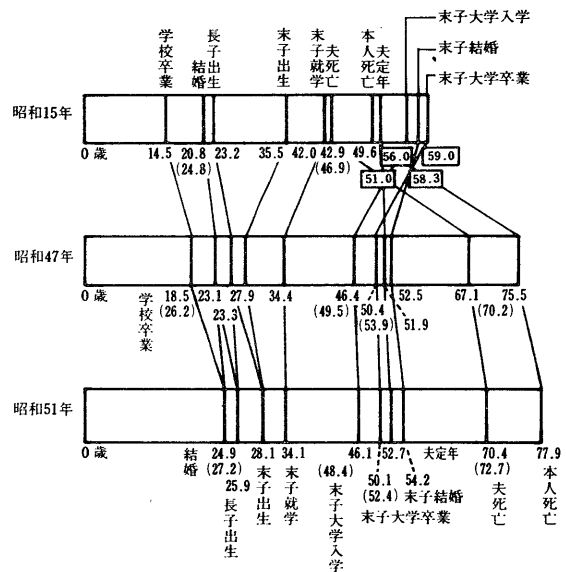 末子大学入学
末子結婚
末子大学卒業
学校卒業
結婚
長子出生
末子出生
末子就学
夫死亡
本人死亡
夫定年
昭和15年
0 歳
14.5
20.8
(24.8)
23.2
35.5
42.0
42.9
(46.9)
49.6
51.0
56.0
58.3
59.0
昭和47年
0 歳
学校卒業
18.5
(26.2)
23.1
23.3
27.9
34.4
46.4
(49.5)
50.4
(53.9)
51.9
52.5
67.1
(70.2)
75.5
昭和51年
0 歳
結婚
24.9
(27.2)
25.9
長子出生
28.1
末子出生
34.1
末子就学
46.1
(48.4)
末子大学入学
50.1
(52.4)
末子大学卒業
52.7
54.2
末子結婚
夫定年
70.4
(72.7)
夫死亡
77.9
本人死亡